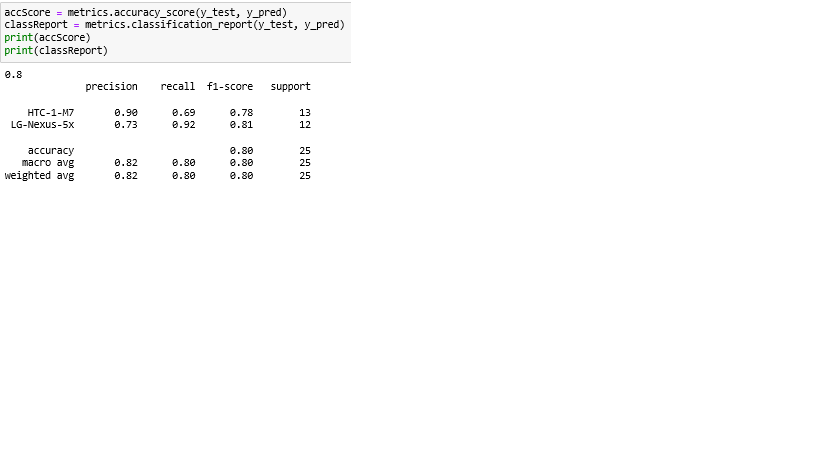 accScore = metrics.accuracy_score(y_test, y_pred)
classReport = metrics.classification_report(y_test, y_pred)
print(accScore)
print(classReport)
0.8
precision recall f1-score support
HTC-1-M7 0.90 0.69 0.78 13
LG-Nexus-5x 0.73 0.92 0.81 12
accuracy 0.80 25
macro avg 0.82 0.80 0.80 25
weighted avg 0.82 0.80 0.80 25